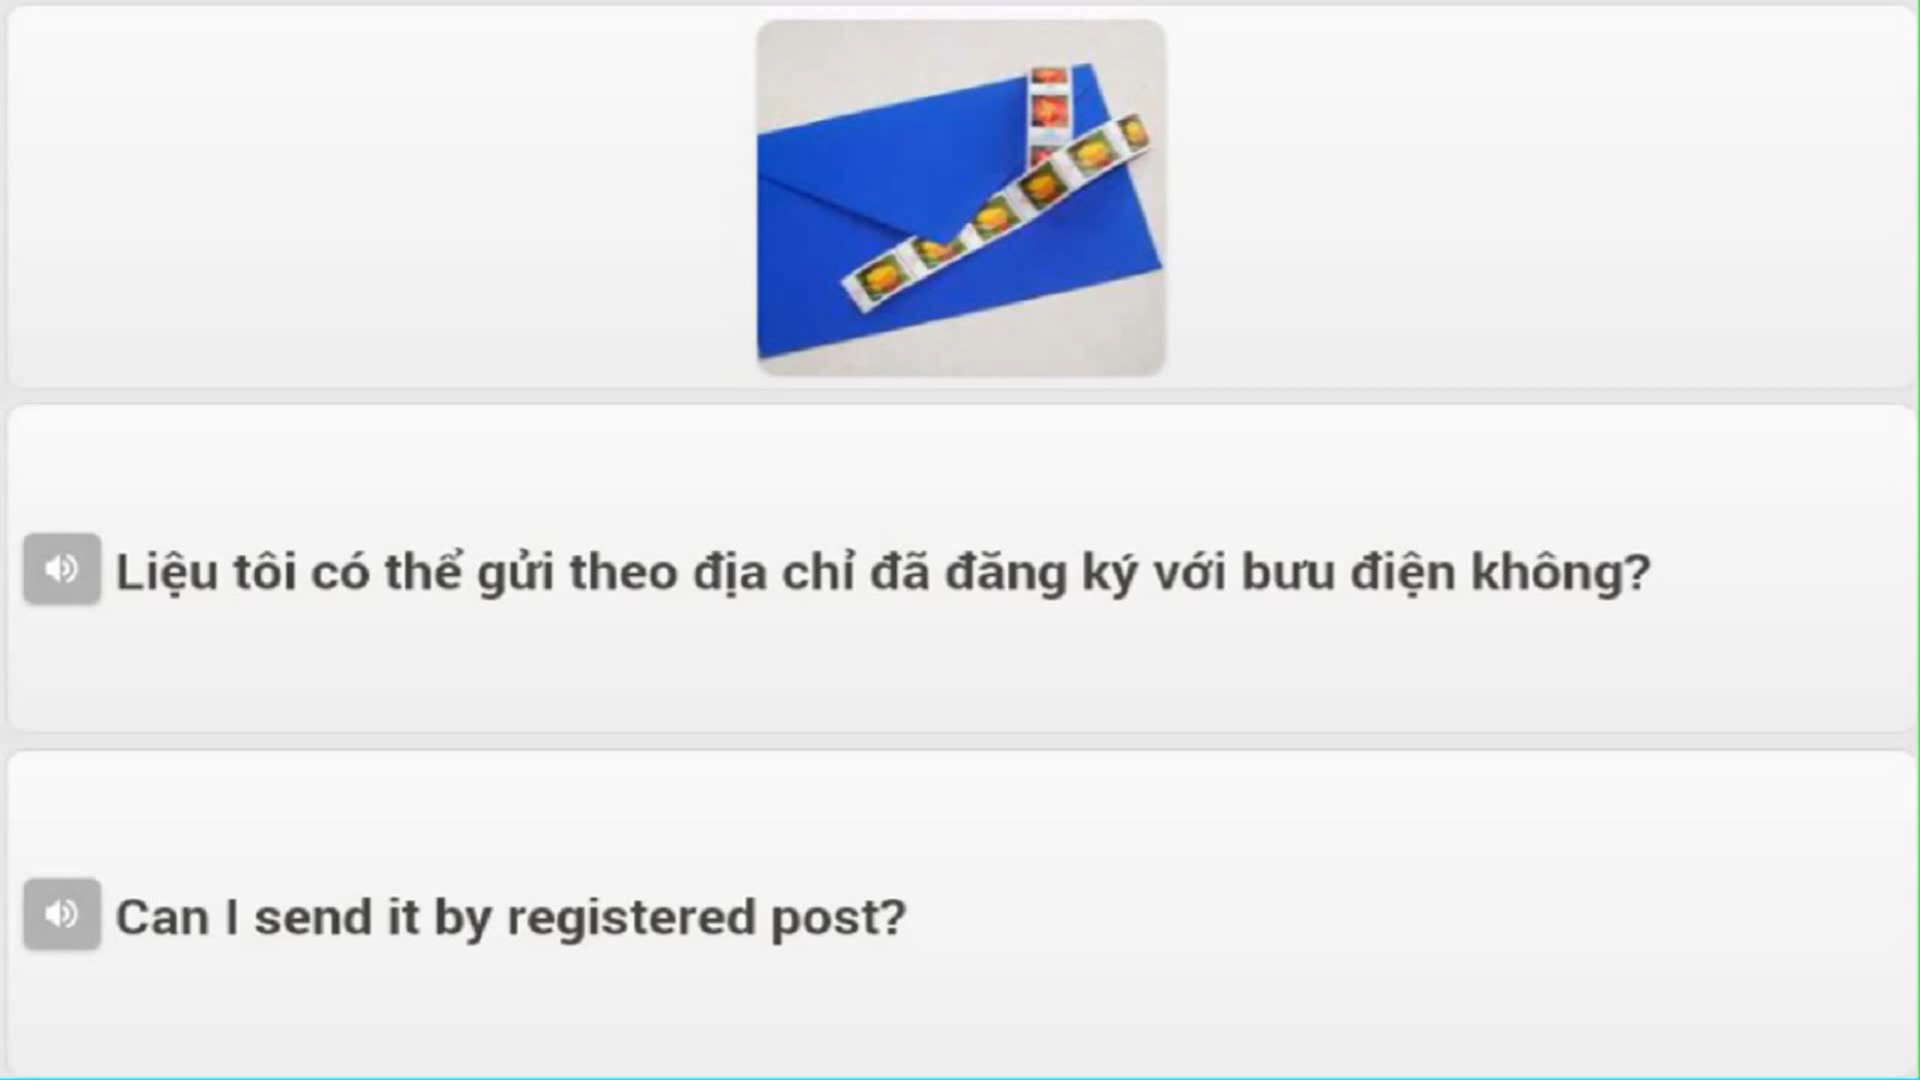 Liệu tôi có thể gửi theo địa chỉ đã đăng ký với bưu điện không?
Can I send it by registered post?